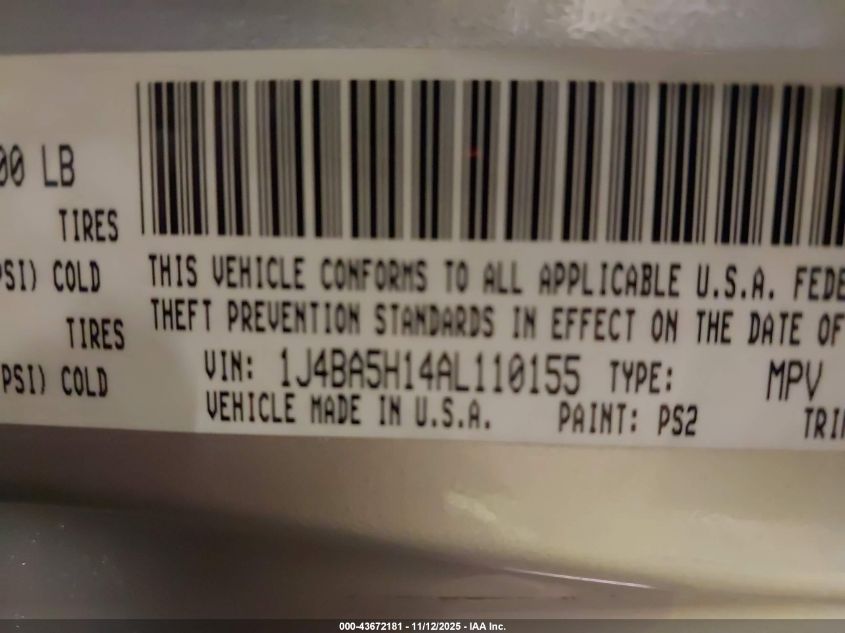 00 LB
TIRES
PSI) COLD
TIRES
PSI) COLD
THIS VEHICLE CONFORMS TO ALL APPLICABLE U.S.A. FEDE
THEFT PREVENTION STANDARDS IN EFFECT ON THE DATE OF
VIN: 1J4BA5H14AL110155 TYPE: MPV
VEHICLE MADE IN U.S.A. PAINT: PS2 TRI
000-43672181 - 11/12/2025 - IAA Inc.